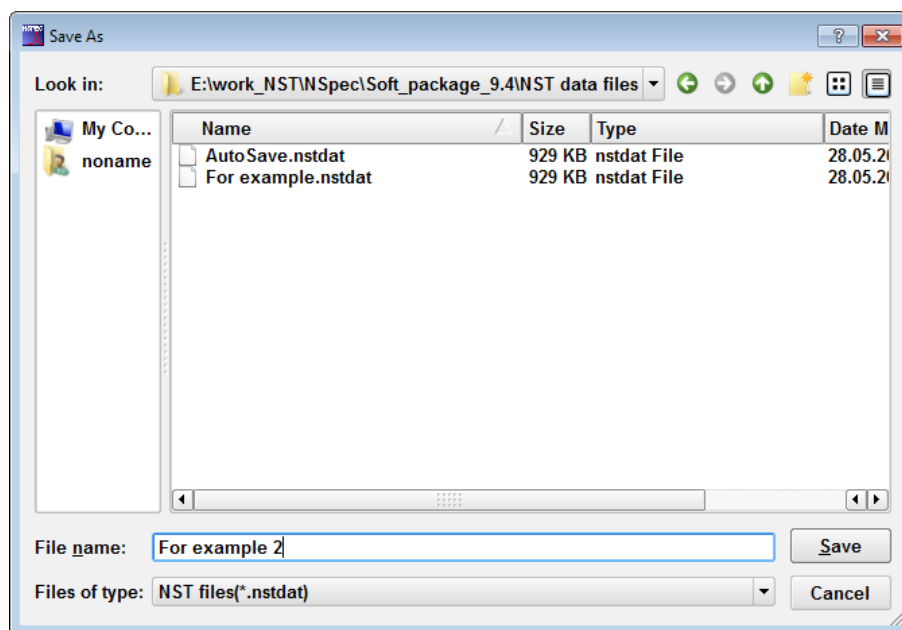 Save As
Look in: E:\work_NST\NSpec\Soft_package_9.4\NST data files
My Co... Name Size Type Date M
noname AutoSave.nstdat 929 KB nstdat File 28.05.20
For example.nstdat 929 KB nstdat File 28.05.20
File name: For example 2 Save
Files of type: NST files(*.nstdat) Cancel